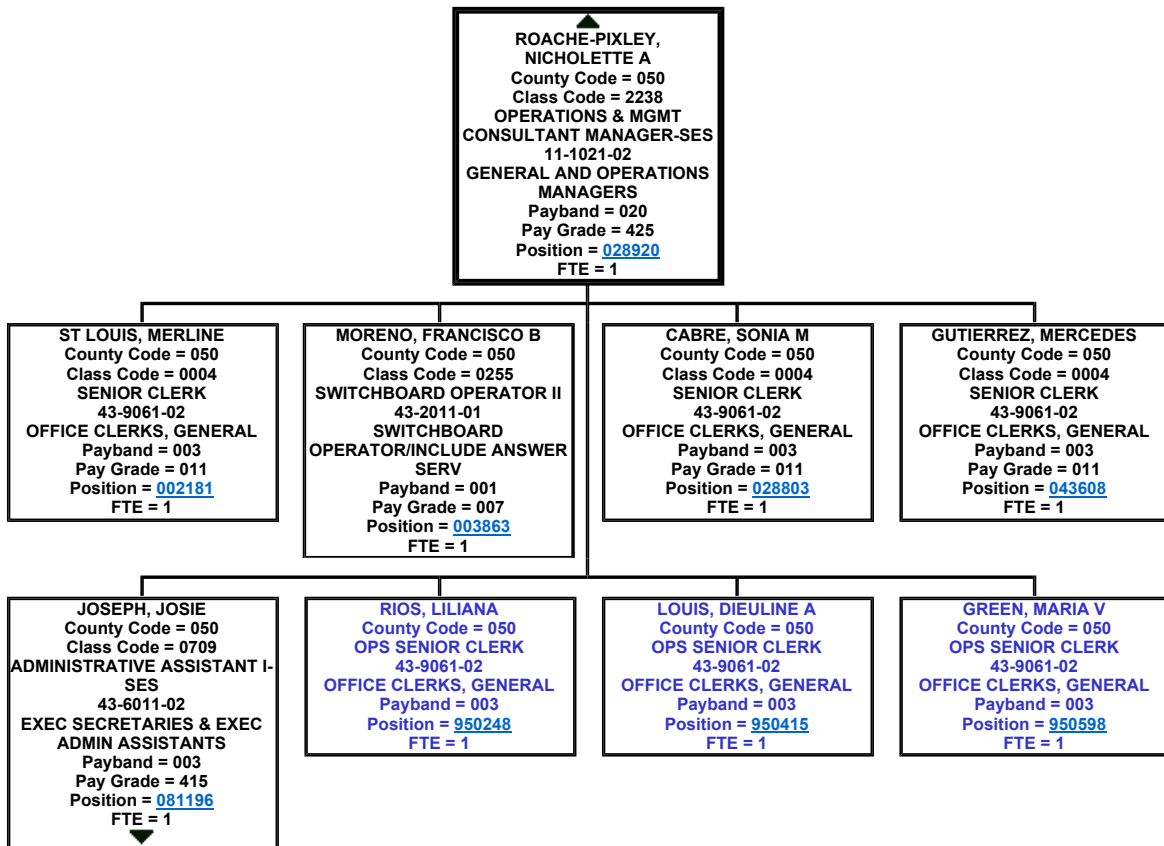 ROACHE-PIXLEY,
NICHOLETTE A
County Code = 050
Class Code = 2238
OPERATIONS & MGMT
CONSULTANT MANAGER-SES
11-1021-02
GENERAL AND OPERATIONS
MANAGERS
Payband = 020
Pay Grade = 425
Position = 028920
FTE = 1
ST LOUIS, MERLINE
County Code = 050
Class Code = 0004
SENIOR CLERK
43-9061-02
OFFICE CLERKS, GENERAL
Payband = 003
Pay Grade = 011
Position = 002181
FTE = 1
MORENO, FRANCISCO B
County Code = 050
Class Code = 0255
SWITCHBOARD OPERATOR II
43-2011-01
SWITCHBOARD
OPERATOR/INCLUDE ANSWER
SERV
Payband = 001
Pay Grade = 007
Position = 003863
FTE = 1
CABRE, SONIA M
County Code = 050
Class Code = 0004
SENIOR CLERK
43-9061-02
OFFICE CLERKS, GENERAL
Payband = 003
Pay Grade = 011
Position = 028803
FTE = 1
GUTIERREZ, MERCEDES
County Code = 050
Class Code = 0004
SENIOR CLERK
43-9061-02
OFFICE CLERKS, GENERAL
Payband = 003
Pay Grade = 011
Position = 043608
FTE = 1
JOSEPH, JOSIE
County Code = 050
Class Code = 0709
ADMINISTRATIVE ASSISTANT I-
SES
43-6011-02
EXEC SECRETARIES & EXEC
ADMIN ASSISTANTS
Payband = 003
Pay Grade = 415
Position = 081196
FTE = 1
RIOS, LILIANA
County Code = 050
OPS SENIOR CLERK
43-9061-02
OFFICE CLERKS, GENERAL
Payband = 003
Position = 950248
FTE = 1
LOUIS, DIEULINE A
County Code = 050
OPS SENIOR CLERK
43-9061-02
OFFICE CLERKS, GENERAL
Payband = 003
Position = 950415
FTE = 1
GREEN, MARIA V
County Code = 050
OPS SENIOR CLERK
43-9061-02
OFFICE CLERKS, GENERAL
Payband = 003
Position = 950598
FTE = 1